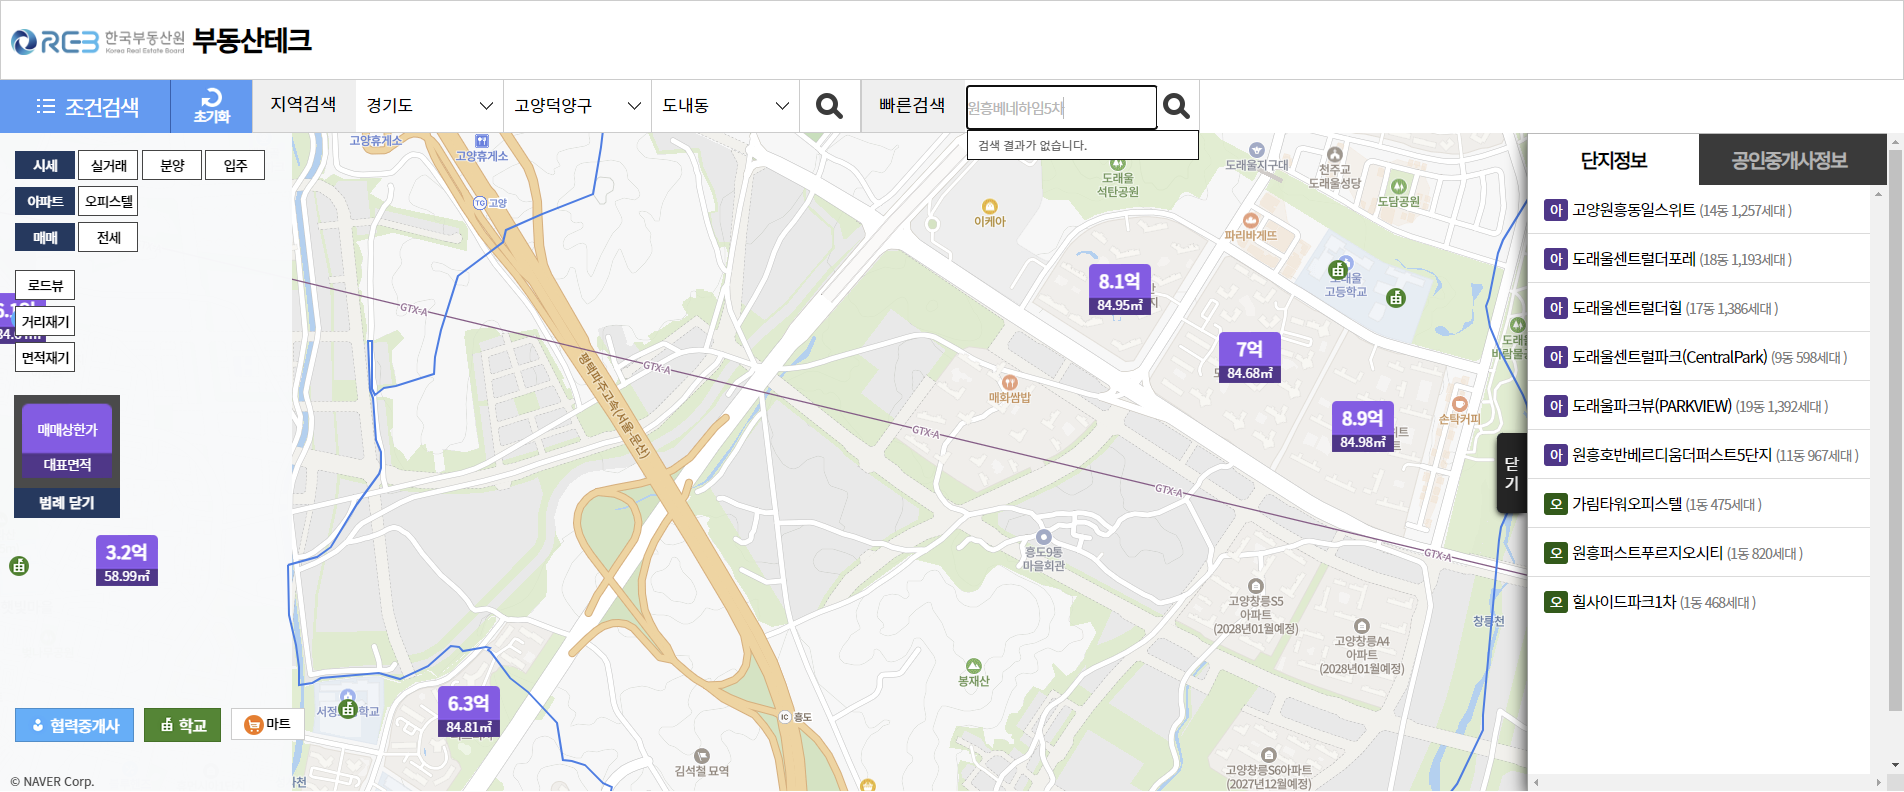 REB 한국부동산원 부동산테크
Korea Real Estate Board
조건검색
초기화
지역검색
경기도
고양덕양구
도내동
빠른검색
원흥베네하임5차
검색 결과가 없습니다.
시세
실거래
분양
입주
아파트
오피스텔
매매
전세
로드뷰
거리재기
면적재기
매매상한가
대표면적
범례 닫기
3.2억
58.99㎡
협력중개사
학교
마트
© NAVER Corp.
고양휴게소
고양휴게소
TG 고양
GTX-A
GTX-A
GTX-A
GTX-A
GTX-A
평택파주고속(서울-문산)
이케아
도래울
석탄공원
도래울지구대
천주교
도래울성당
도담공원
파리바게뜨
도래울
고등학교
8.1억
84.95㎡
7억
84.68㎡
8.9억
84.98㎡
매화쌈밥
손탁커피
흥도9통
마을회관
고양창릉S5
아파트
(2028년01월예정)
고양창릉A4
아파트
(2028년01월예정)
창릉천
봉재산
6.3억
84.81㎡
IC 흥도
김석철 묘역
고양창릉S6아파트
(2027년12월예정)
닫
기
단지정보
공인중개사정보
아 고양원흥동일스위트 (14동 1,257세대 )
아 도래울센트럴더포레 (18동 1,193세대 )
아 도래울센트럴더힐 (17동 1,386세대 )
아 도래울센트럴파크(CentralPark) (9동 598세대 )
아 도래울파크뷰(PARKVIEW) (19동 1,392세대 )
아 원흥호반베르디움더퍼스트5단지 (11동 967세대 )
오 가림타워오피스텔 (1동 475세대 )
오 원흥퍼스트푸르지오시티 (1동 820세대 )
오 힐사이드파크1차 (1동 468세대 )